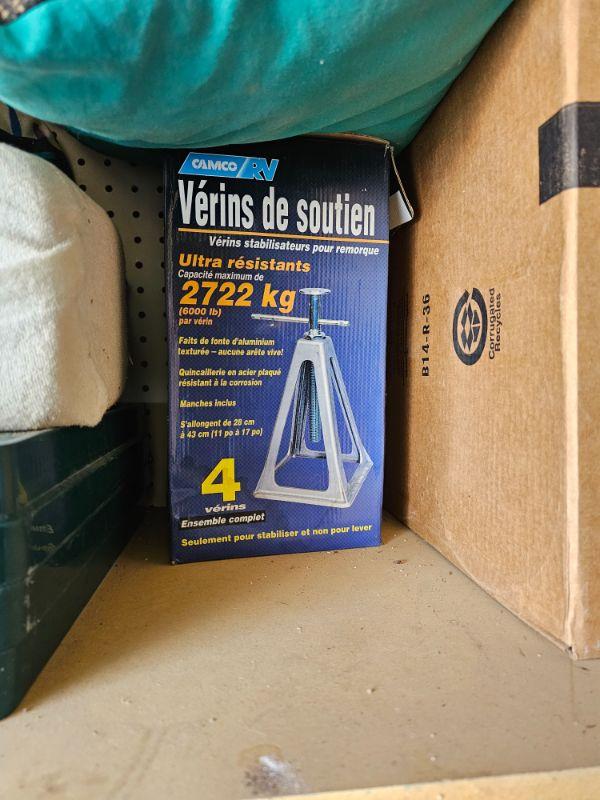 CAMCO RV
Vérins de soutien
Vérins stabilisateurs pour remorque
Ultra résistants
Capacité maximum de
2722 kg
(6000 lb)
par vérin
Faits de fonte d'aluminium
texturée – aucune arête vive!
Quincaillerie en acier plaqué
résistant à la corrosion
Manches inclus
S'allongent de 28 cm
à 43 cm (11 po à 17 po)
4
vérins
Ensemble complet
Seulement pour stabiliser et non pour lever
B14-R-36
Corrugated
Recycles